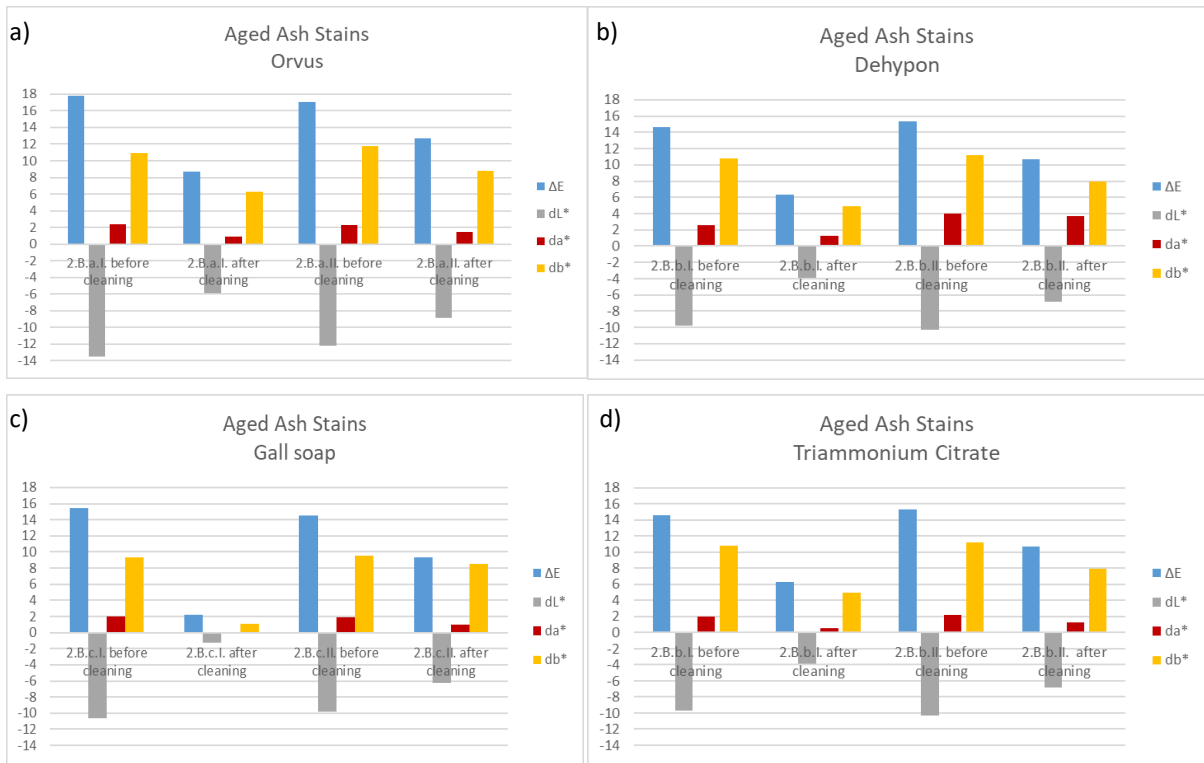 a)
Aged Ash Stains
Orvus
18
16
14
12
10
8
6
4
2
0
-2
-4
-6
-8
-10
-12
-14
2.B.a.I. before
cleaning
2.B.a.I. after
cleaning
2.B.a.II. before
cleaning
2.B.a.II. after
cleaning
ΔE
dL*
da*
db*
b)
Aged Ash Stains
Dehypon
18
16
14
12
10
8
6
4
2
0
-2
-4
-6
-8
-10
-12
-14
2.B.b.I. before
cleaning
2.B.b.I. after
cleaning
2.B.b.II. before
cleaning
2.B.b.II. after
cleaning
ΔE
dL*
da*
db*
c)
Aged Ash Stains
Gall soap
18
16
14
12
10
8
6
4
2
0
-2
-4
-6
-8
-10
-12
-14
2.B.c.I. before
cleaning
2.B.c.I. after
cleaning
2.B.c.II. before
cleaning
2.B.c.II. after
cleaning
ΔE
dL*
da*
db*
d)
Aged Ash Stains
Triammonium Citrate
18
16
14
12
10
8
6
4
2
0
-2
-4
-6
-8
-10
-12
-14
2.B.b.I. before
cleaning
2.B.b.I. after
cleaning
2.B.b.II. before
cleaning
2.B.b.II. after
cleaning
ΔE
dL*
da*
db*